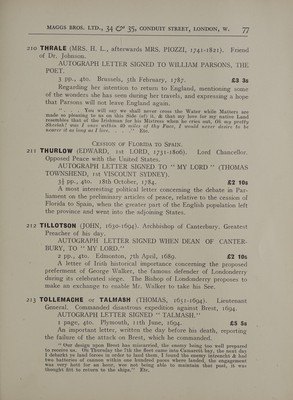 MAGGS BROS. LTD., 34 & 35, CONDUIT STREET, LONDON, W. 77
210 THRALE (MRS. H. L., afterwards MRS. PIOZZI, 1741-1821). Friend
of Dr. Johnson.
AUTOGRAPH LETTER SIGNED TO WILLIAM PARSONS, THE
POET.
3 pp., 4to. Brussels, 5th February, 1787. £3 3s
Regarding her intention to return to England, mentioning some
of the wonders she has seen during her travels, and expressing a hope
that Parsons will not leave England again.
" . . . You will say we shall never cross the Water while Matters are
made so pleasing to us on this Side of it, & that my love for my native Land
resembles that of the Irishman for his Mistress when he cries out, Oh my pretty
Sheelah! was I once within 20 miles of thy Face, I would never desire to be
nearer it as long as I live. . . ." Etc.
CESSION OF FLORIDA TO SPAIN.
211 THURLOW (EDWARD, 1ST LORD, 1731-1806). Lord Chancellor.
Opposed Peace with the United States.
AUTOGRAPH LETTER SIGNED TO " MY LORD " (THOMAS
TOWNSHEND, 1ST VISCOUNT SYDNEY).
3½ pp., 4to. 18th October, 1784. £2 10s
A most interesting political letter concerning the debate in Par-
liament on the preliminary articles of peace, relative to the cession of
Florida to Spain, when the greater part of the English population left
the province and went into the adjoining States.
212 TILLOTSON (JOHN, 1630-1694). Archbishop of Canterbury. Greatest
Preacher of his day.
AUTOGRAPH LETTER SIGNED WHEN DEAN OF CANTER-
BURY, TO " MY LORD."
2 pp., 4to. Edmonton, 7th April, 1689. £2 10s
A letter of Irish historical importance concerning the proposed
preferment of George Walker, the famous defender of Londonderry
during its celebrated siege. The Bishop of Londonderry proposes to
make an exchange to enable Mr. Walker to take his See.
213 TOLLEMACHE or TALMASH (THOMAS, 1651-1694). Lieutenant
General. Commanded disastrous expedition against Brest, 1694.
AUTOGRAPH LETTER SIGNED " TALMASH."
1 page, 4to. Plymouth, 11th June, 1694. £5 5s
An important letter, written the day before his death, reporting
the failure of the attack on Brest, which he commanded.
" Our design upon Brest has miscarried, the enemy being too well prepared
to receive us. On Thursday the 7th the fleet came into Camaretts bay, the next day
I debarkt ye land forces in order to land them. I found the enemy intrencht & had
two batteries of cannon within one hundred paces where landed, the engagement
was very hott for an hour, wee not being able to maintain that post, it was
thought fitt to return to the ships." Etc.